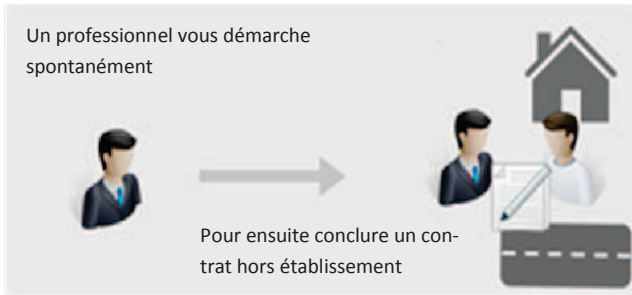 Un professionnel vous démarche
spontanément
Pour ensuite conclure un con-
trat hors établissement